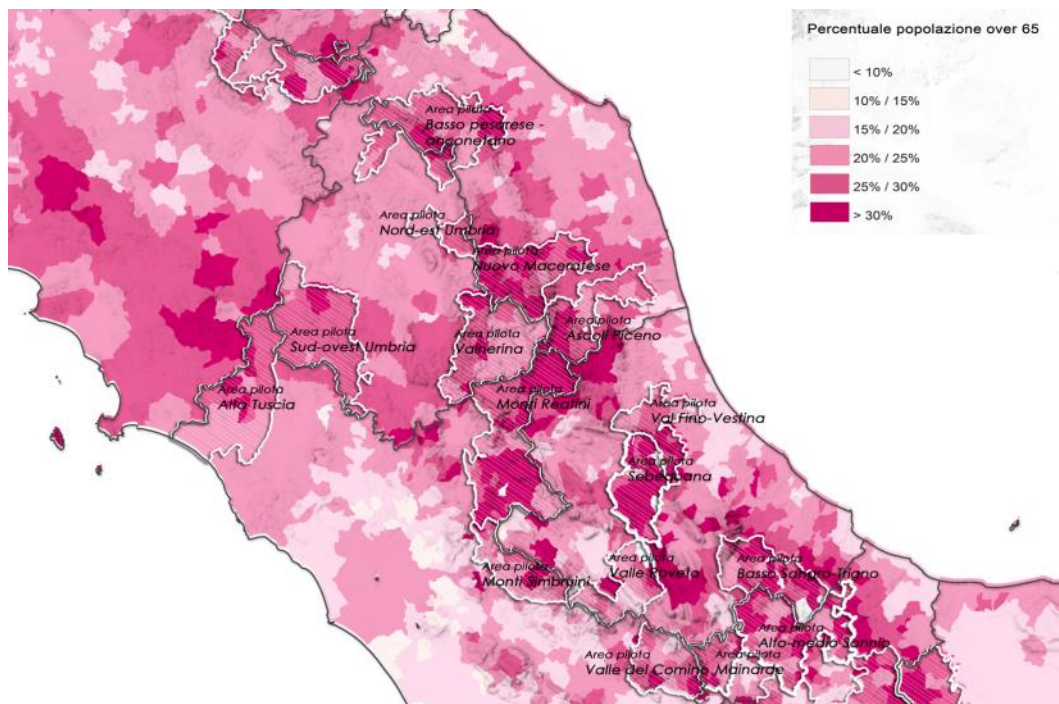 Percentuale popolazione over 65
< 10%
10% / 15%
15% / 20%
20% / 25%
25% / 30%
> 30%
Area pilota
Basso pesarese -
anconetano
Area pilota
Nord-est Umbria
Area pilota
Nuovo Maceratese
Area pilota
Ascoli Piceno
Area pilota
Sud-ovest Umbria
Area pilota
Valnerina
Area pilota
Alta Tuscia
Area pilota
Monti Reatini
Area pilota
Val Fino-Vestina
Area pilota
Sebequana
Area pilota
Monti Simbruini
Area pilota
Valle Roveto
Area pilota
Basso Sangro-Trigno
Area pilota
Alto-medio Sannio
Area pilota
Valle del Comino
Area pilota
Mainarde